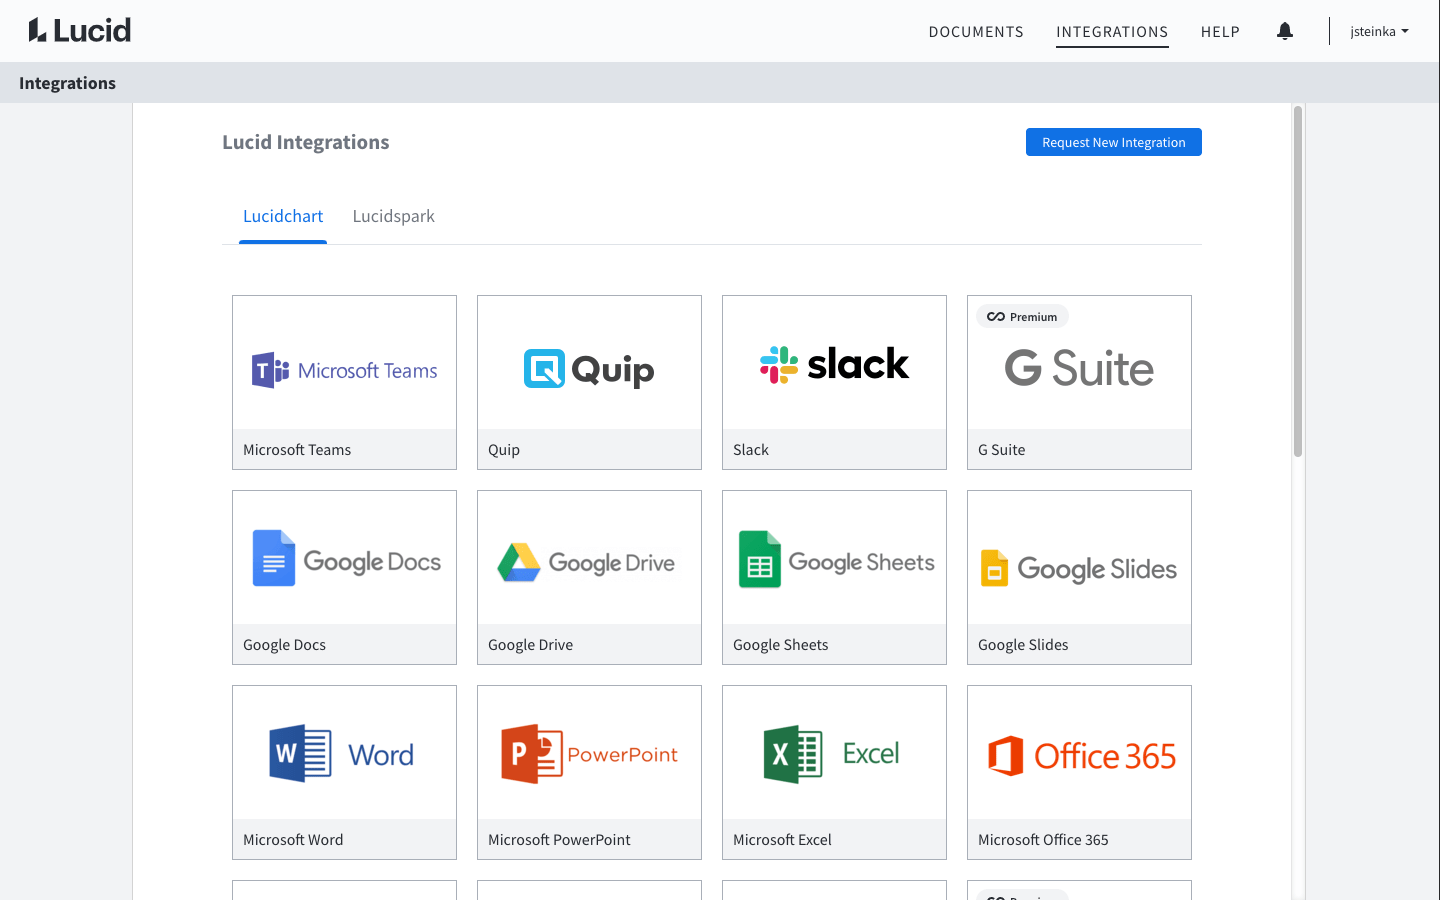 Lucid
DOCUMENTS
INTEGRATIONS
HELP
jsteinka
Integrations
Lucid Integrations
Request New Integration
Lucidchart
Lucidspark
Microsoft Teams
Quip
slack
Premium
G Suite
Microsoft Teams
Quip
Slack
G Suite
Google Docs
Google Drive
Google Sheets
Google Slides
Google Docs
Google Drive
Google Sheets
Google Slides
W Word
P PowerPoint
X Excel
Office 365
Microsoft Word
Microsoft PowerPoint
Microsoft Excel
Microsoft Office 365